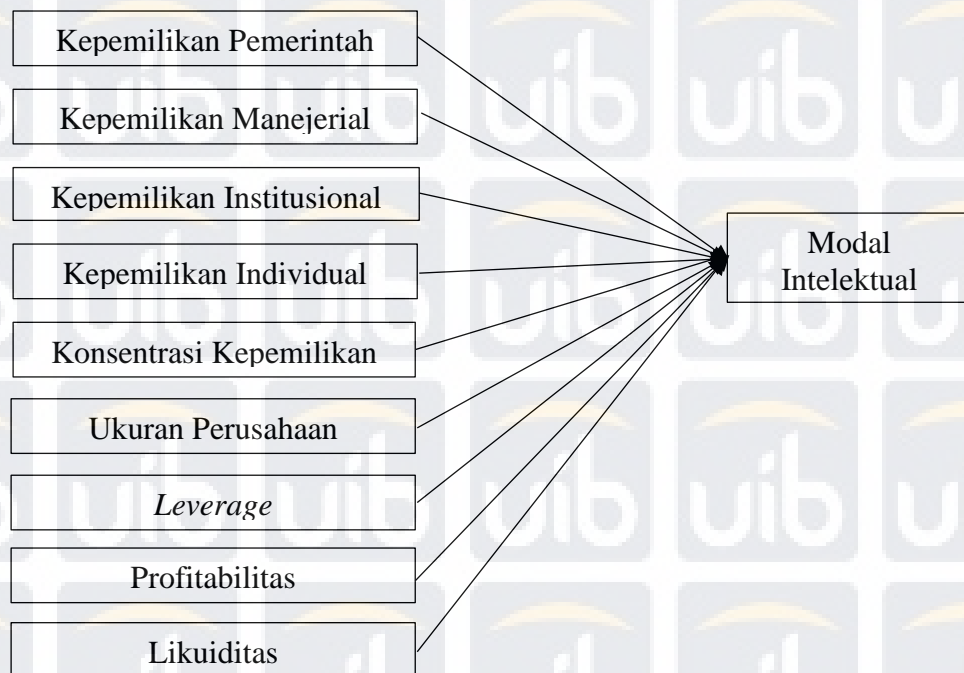 Kepemilikan Pemerintah
Kepemilikan Manejerial
Kepemilikan Institusional
Kepemilikan Individual
Konsentrasi Kepemilikan
Ukuran Perusahaan
Leverage
Profitabilitas
Likuiditas
Modal
Intelektual